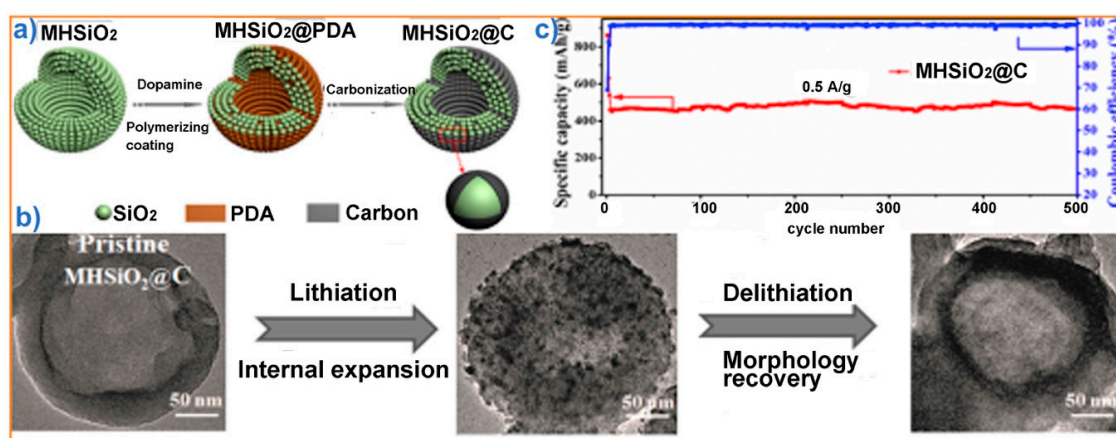 a)
MHSiO₂
MHSiO₂@PDA
MHSiO₂@C
Dopamine
Polymerizing
coating
Carbonization
SiO₂
PDA
Carbon
c)
Specific capacity (mAh/g)
800
600
400
200
0
0
100
200
300
400
500
cycle number
0.5 A/g
MHSiO₂@C
100
90
80
70
60
50
40
30
20
(%)
b)
Pristine
MHSiO₂@C
50 nm
Lithiation
Internal expansion
50 nm
Delithiation
Morphology
recovery
50 nm